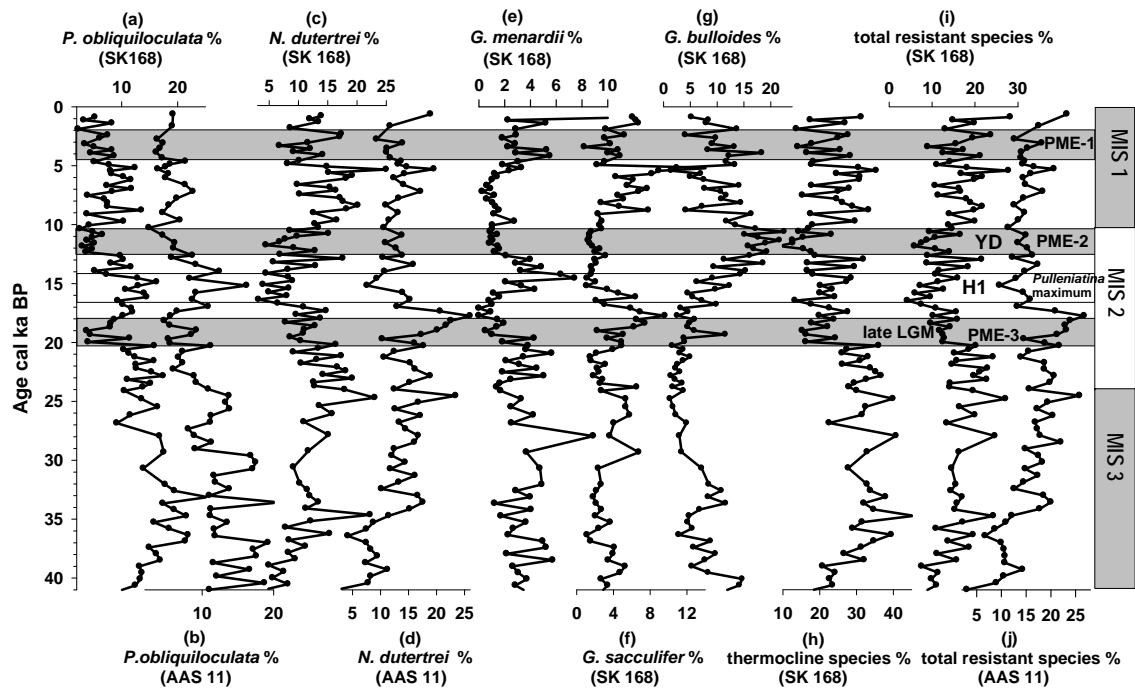 (a)
P. obliquiloculata %
(SK168)
10 20
(c)
N. dutertrei %
(SK 168)
5 10 15 20 25
(e)
G. menardii %
(SK 168)
0 2 4 6 8 10
(g)
G. bulloides %
(SK 168)
0 5 10 15 20
(i)
total resistant species %
(SK 168)
0 10 20 30
Age cal ka BP
0
5
10
15
20
25
30
35
40
PME-1
YD
PME-2
H1
Pulleniatina
maximum
late LGM
PME-3
MIS 1
MIS 2
MIS 3
10 20
(b)
P.obliquiloculata %
(AAS 11)
5 10 15 20 25
(d)
N. dutertrei %
(AAS 11)
0 4 8 12
(f)
G. sacculifer %
(SK 168)
10 20 30 40
(h)
thermocline species %
(SK 168)
5 10 15 20 25
(j)
total resistant species %
(AAS 11)